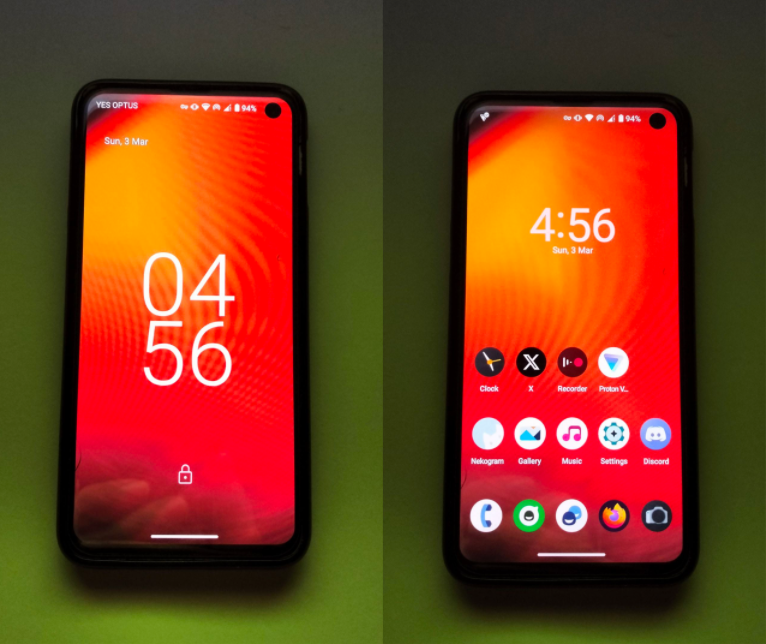 YES OPTUS
94%
Sun, 3 Mar
04
56
94%
4:56
Sun, 3 Mar
Clock X Recorder Proton V...
Nekogram Gallery Music Settings Discord